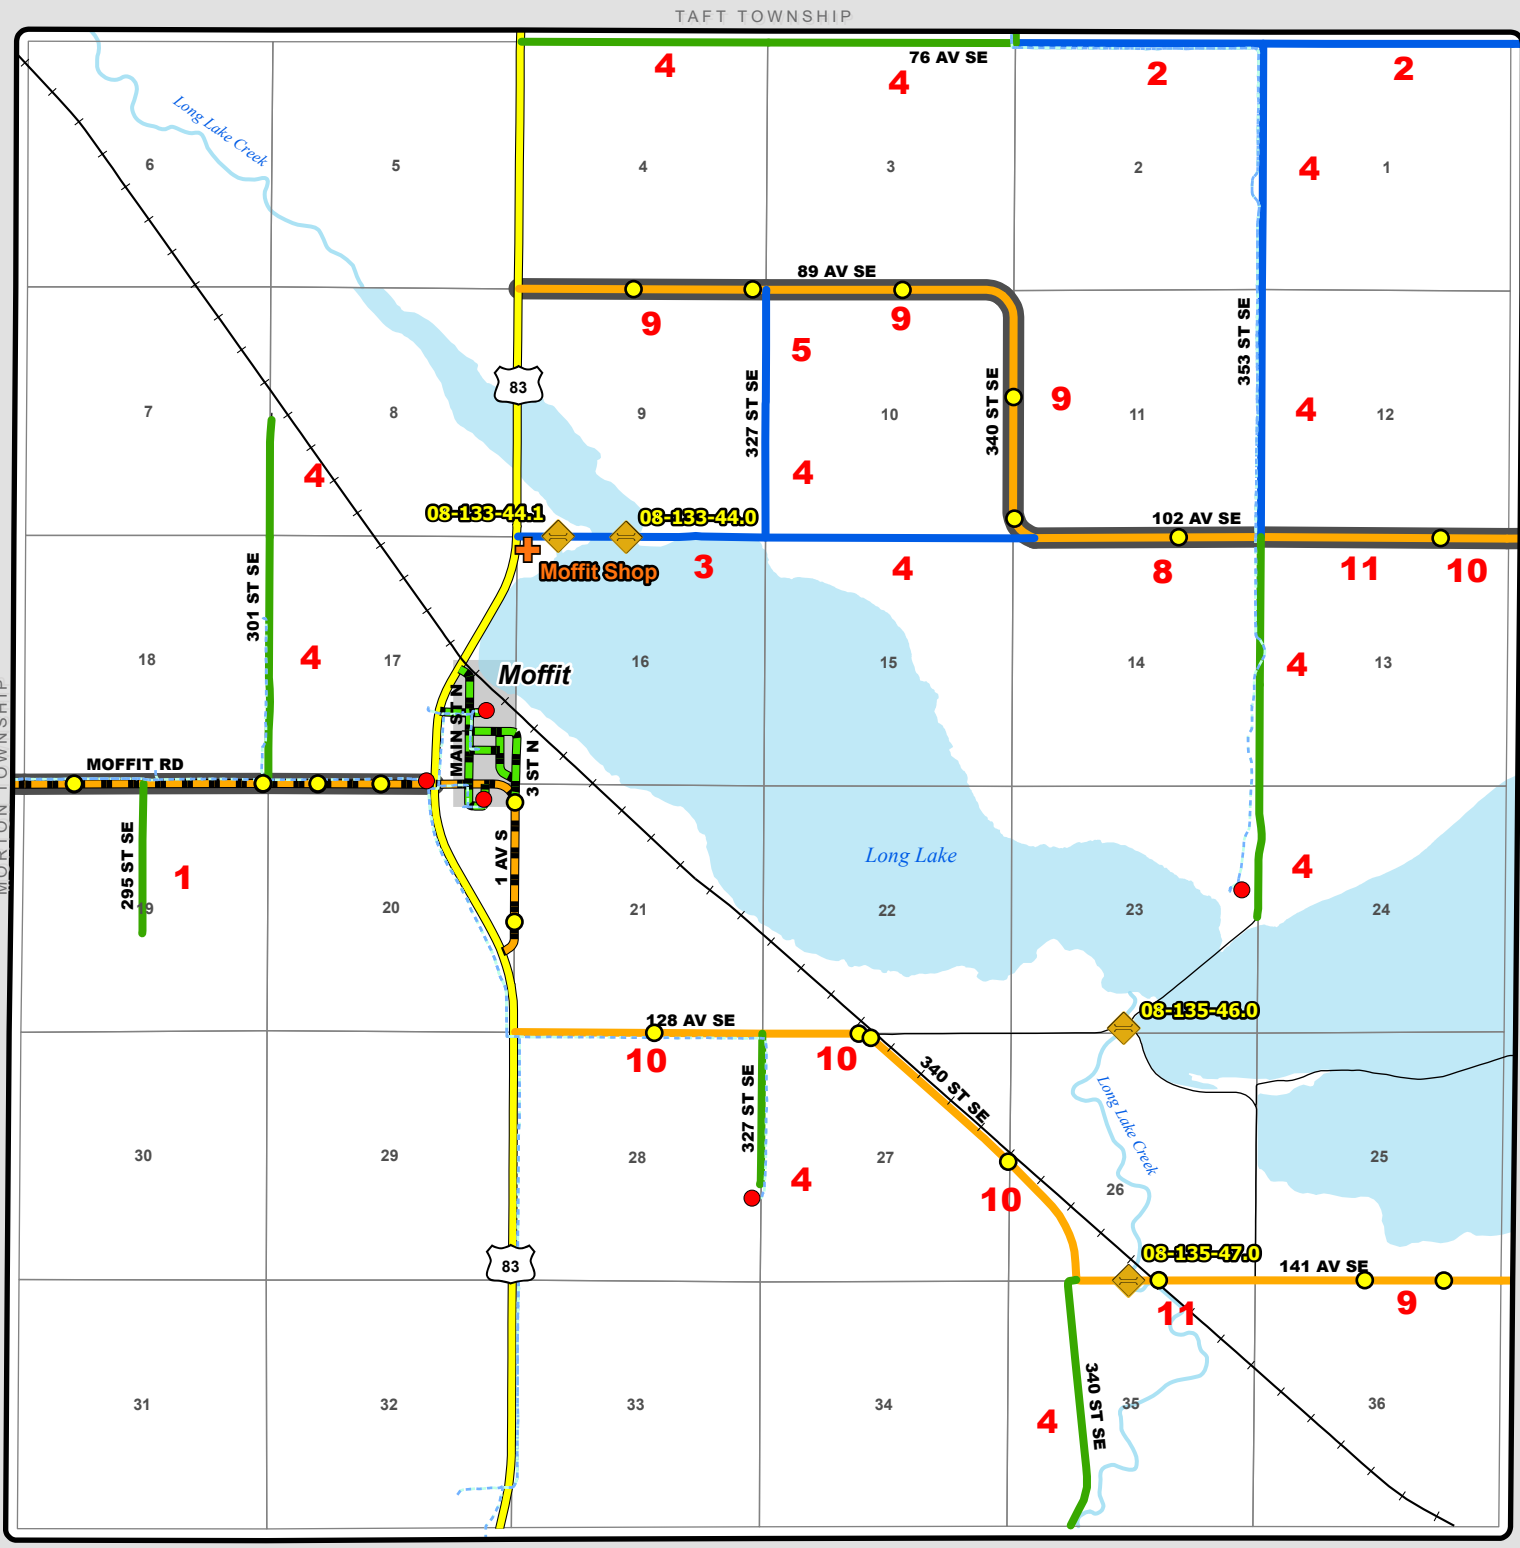 TAFT TOWNSHIP
76 AV SE
4
4
2
2
Long Lake Creek
6
5
4
3
2
4
1
89 AV SE
9
9
5
353 ST SE
83
327 ST SE
340 ST SE
9
4
7
8
9
10
11
12
4
4
08-133-44.1
08-133-44.0
102 AV SE
Moffit Shop
3
4
8
11
10
301 ST SE
18
4
17
16
15
14
4
13
Moffit
MAIN ST N
3 ST N
MORTON TOWNSHIP
MOFFIT RD
295 ST SE
1
1 AV S
Long Lake
4
19
20
21
22
23
24
08-135-46.0
128 AV SE
10
10
340 ST SE
327 ST SE
Long Lake Creek
30
29
28
4
27
10
26
25
08-135-47.0
83
141 AV SE
11
9
340 ST SE
31
32
33
34
4
35
36